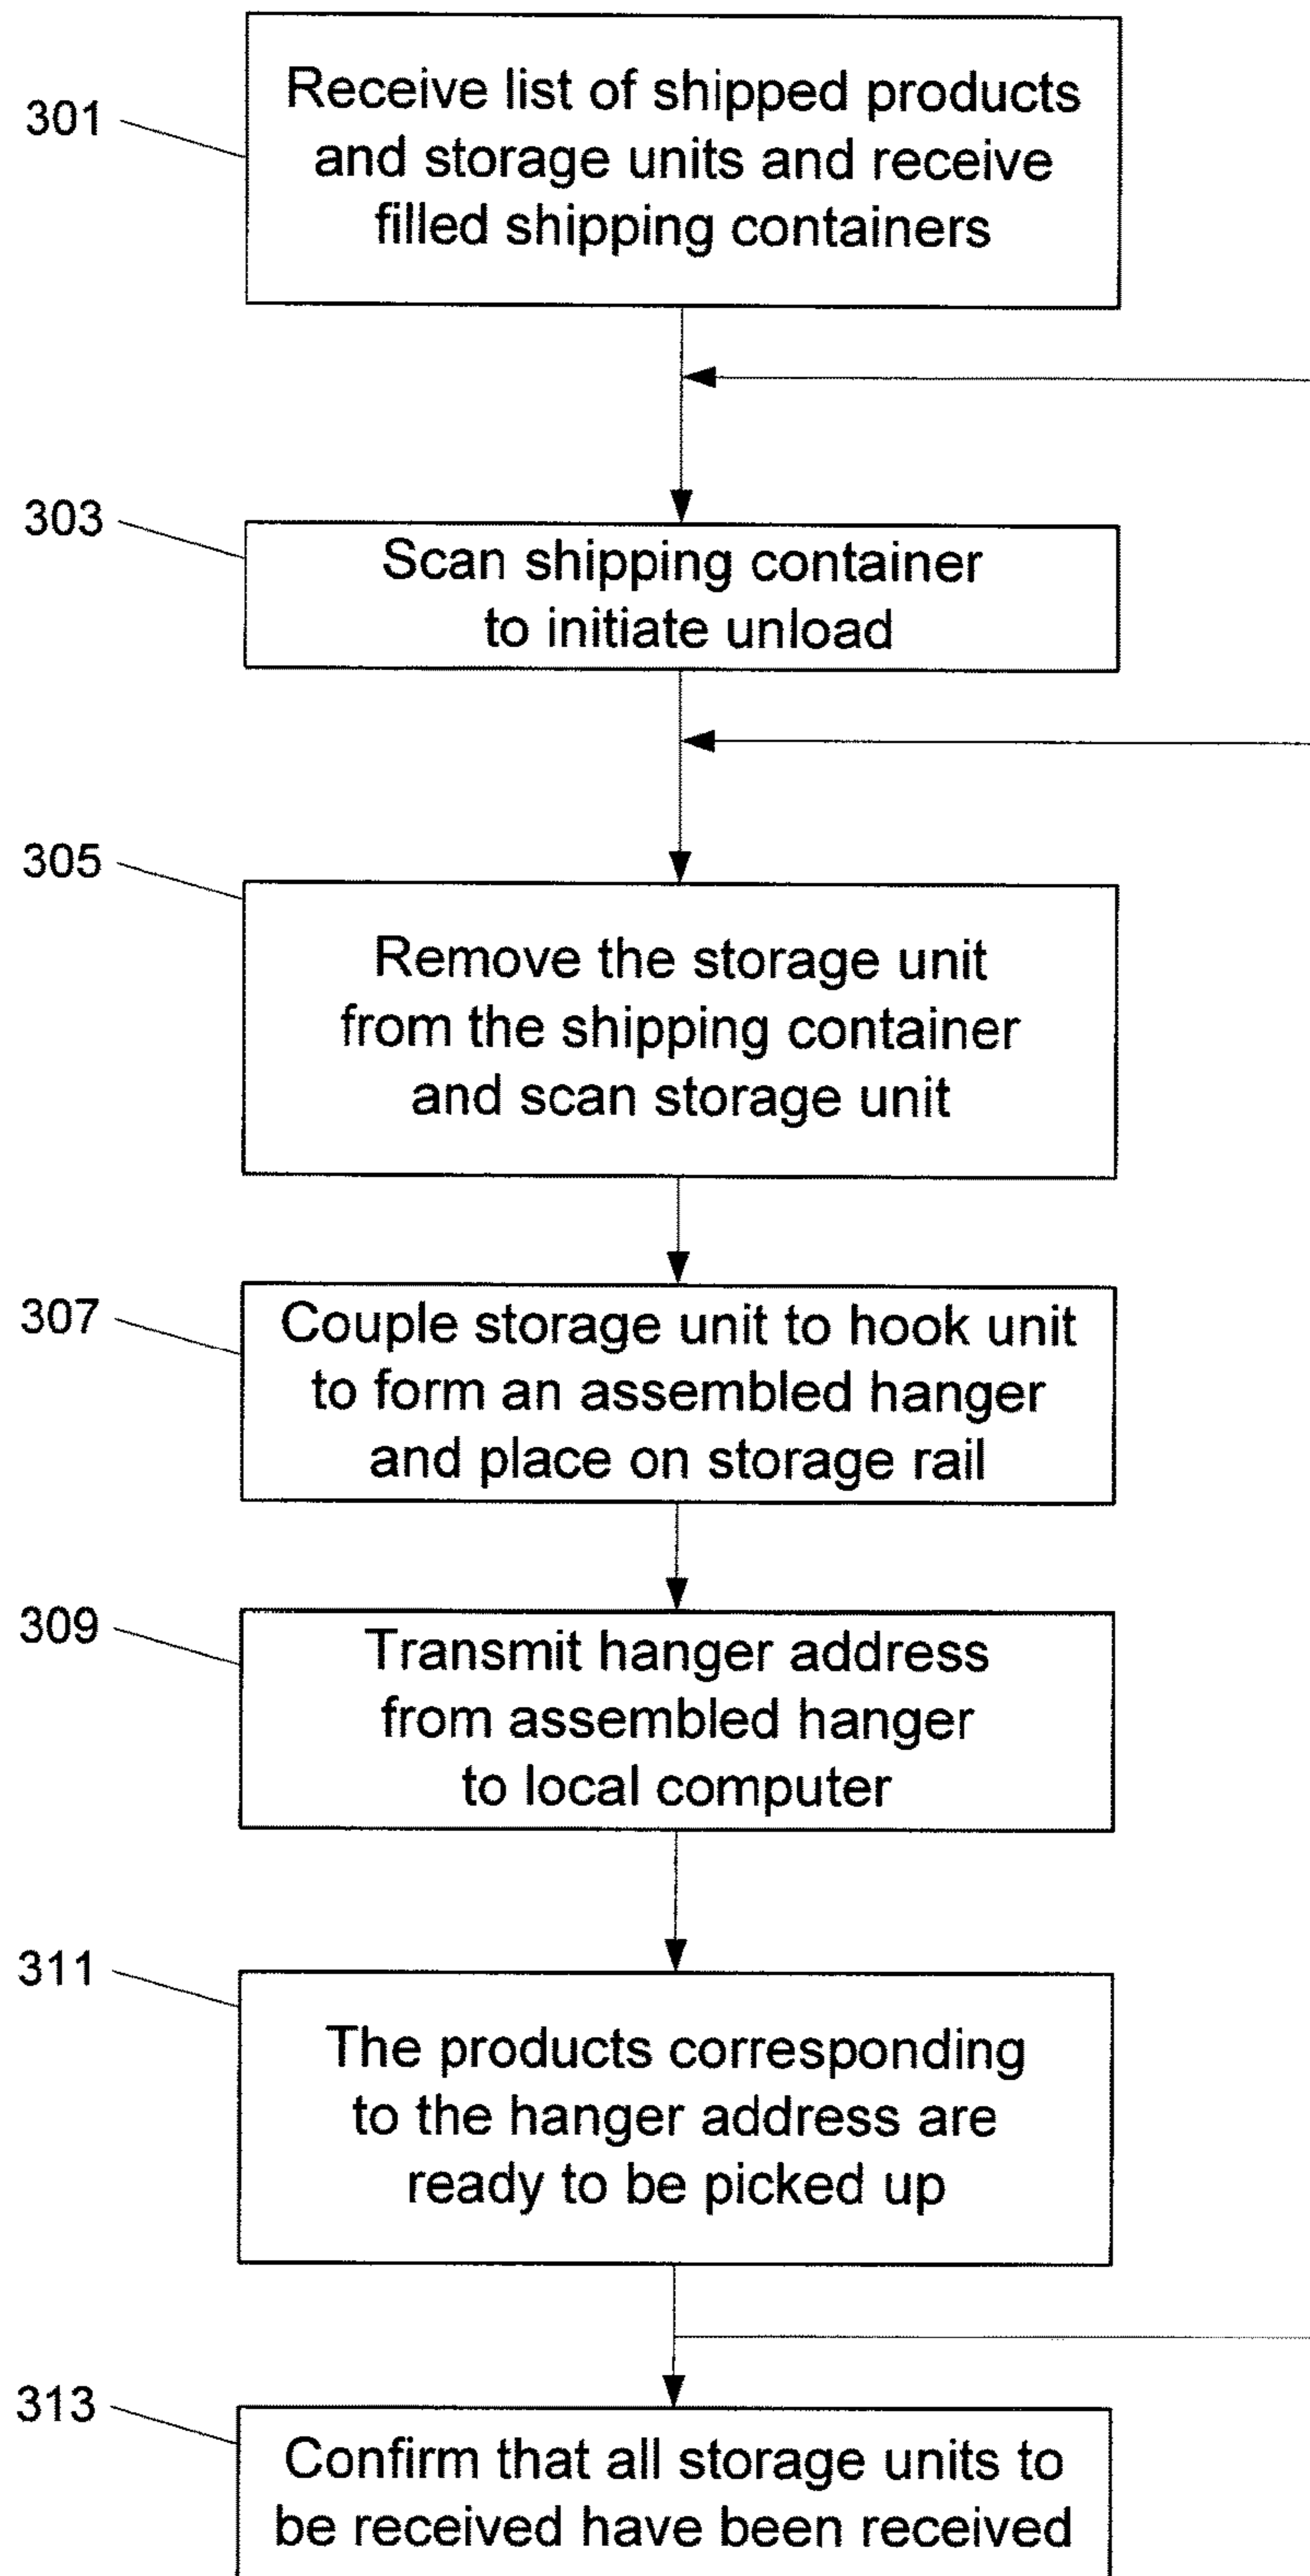 301
Receive list of shipped products
and storage units and receive
filled shipping containers
303
Scan shipping container
to initiate unload
305
Remove the storage unit
from the shipping container
and scan storage unit
307
Couple storage unit to hook unit
to form an assembled hanger
and place on storage rail
309
Transmit hanger address
from assembled hanger
to local computer
311
The products corresponding
to the hanger address are
ready to be picked up
313
Confirm that all storage units to
be received have been received